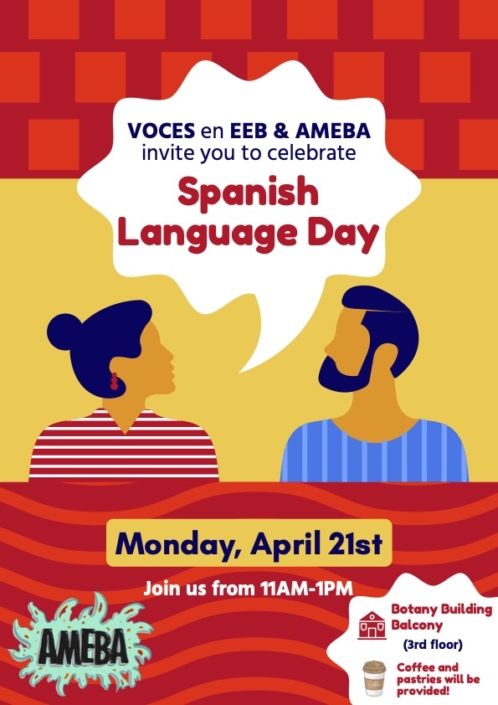 VOCES en EEB & AMEBA
invite you to celebrate
Spanish
Language Day
Monday, April 21st
Join us from 11AM-1PM
AMEBA
Botany Building
Balcony
(3rd floor)
Coffee and
pastries will be
provided!